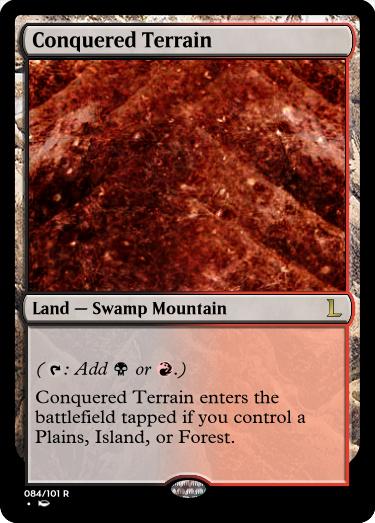 Conquered Terrain
Land — Swamp Mountain
L
( : Add or .)
Conquered Terrain enters the
battlefield tapped if you control a
Plains, Island, or Forest.
084/101 R